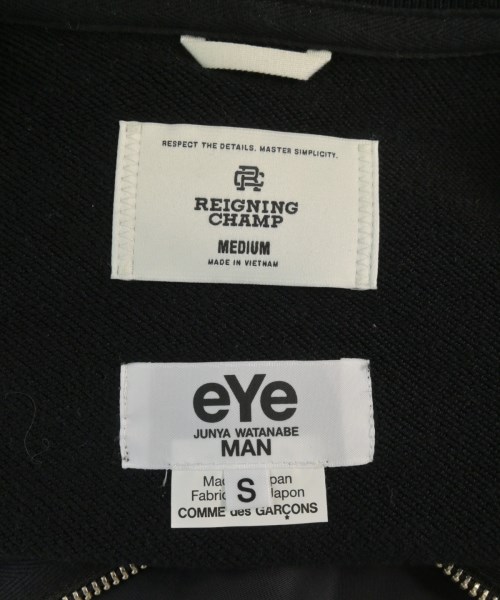 RESPECT THE DETAILS. MASTER SIMPLICITY.
RC
REIGNING
CHAMP
MEDIUM
MADE IN VIETNAM
eYe
JUNYA WATANABE
MAN
S
COMME des GARÇONS